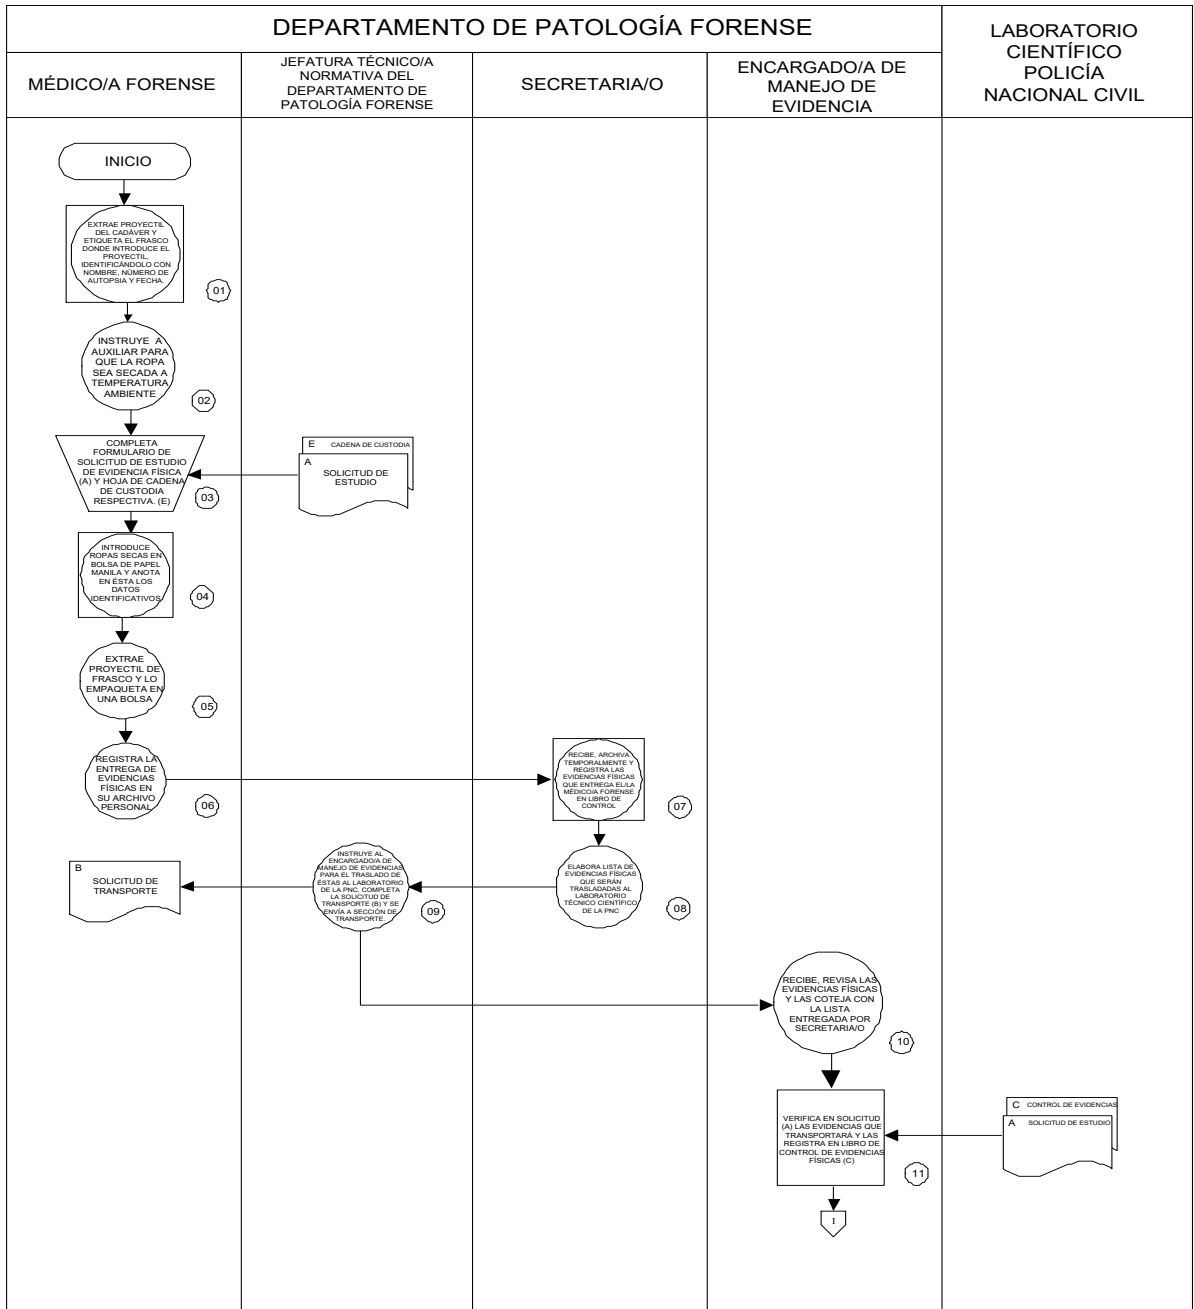 DEPARTAMENTO DE PATOLOGÍA FORENSE
LABORATORIO
CIENTÍFICO
POLICÍA
NACIONAL CIVIL
MÉDICO/A FORENSE
JEFATURA TÉCNICO/A
NORMATIVA DEL
DEPARTAMENTO DE
PATOLOGÍA FORENSE
SECRETARIA/O
ENCARGADO/A DE
MANEJO DE
EVIDENCIA
INICIO
EXTRAE PROYECTIL
DEL CADÁVER Y
ETIQUETA EL FRASCO
DONDE INTRODUCE EL
PROYECTIL,
IDENTIFICÁNDOLO CON
NOMBRE, NÚMERO DE
AUTOPSIA Y FECHA.
01
INSTRUYE A
AUXILIAR PARA
QUE LA ROPA
SEA SECADA A
TEMPERATURA
AMBIENTE
02
COMPLETA
FORMULARIO DE
SOLICITUD DE ESTUDIO
DE EVIDENCIA FÍSICA
(A) Y HOJA DE CADENA
DE CUSTODIA
RESPECTIVA. (E)
03
E CADENA DE CUSTODIA
A
SOLICITUD DE
ESTUDIO
INTRODUCE
ROPAS SECAS EN
BOLSA DE PAPEL
MANILA Y ANOTA
EN ÉSTA LOS
DATOS
IDENTIFICATIVOS
04
EXTRAE
PROYECTIL DE
FRASCO Y LO
EMPAQUETA EN
UNA BOLSA
05
REGISTRA LA
ENTREGA DE
EVIDENCIAS
FÍSICAS EN
SU ARCHIVO
PERSONAL
06
RECIBE, ARCHIVA
TEMPORALMENTE Y
REGISTRA LAS
EVIDENCIAS FÍSICAS
QUE ENTREGA EL/LA
MÉDICO/A FORENSE
EN LIBRO DE
CONTROL
07
ELABORA LISTA DE
EVIDENCIAS FÍSICAS
QUE SERÁN
TRASLADADAS AL
LABORATORIO
TÉCNICO CIENTÍFICO
DE LA PNC
08
INSTRUYE AL
ENCARGADO/A DE
MANEJO DE EVIDENCIAS
PARA EL TRASLADO DE
ÉSTAS AL LABORATORIO
DE LA PNC, COMPLETA
LA SOLICITUD DE
TRANSPORTE (B) Y SE
ENVÍA A SECCIÓN DE
TRANSPORTE.
09
B
SOLICITUD DE
TRANSPORTE
RECIBE, REVISA LAS
EVIDENCIAS FÍSICAS
Y LAS COTEJA CON
LA LISTA
ENTREGADA POR
SECRETARIA/O
10
VERIFICA EN SOLICITUD
(A) LAS EVIDENCIAS QUE
TRANSPORTARÁ Y LAS
REGISTRA EN LIBRO DE
CONTROL DE EVIDENCIAS
FÍSICAS (C)
11
C CONTROL DE EVIDENCIAS
A SOLICITUD DE ESTUDIO
I